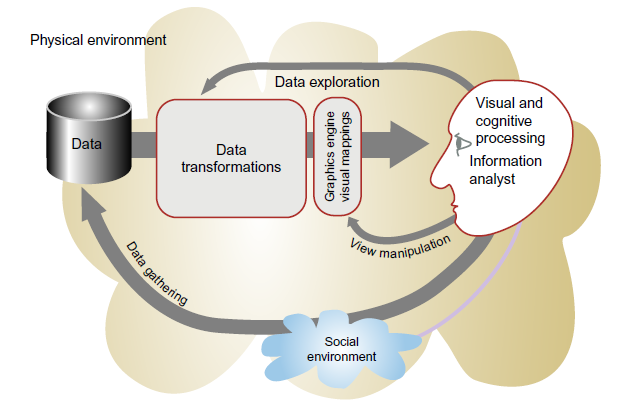 Physical environment
Data exploration
Data
Data
transformations
Graphics engine
visual mappings
Visual and
cognitive
processing
Information
analyst
View manipulation
Data gathering
Social
environment